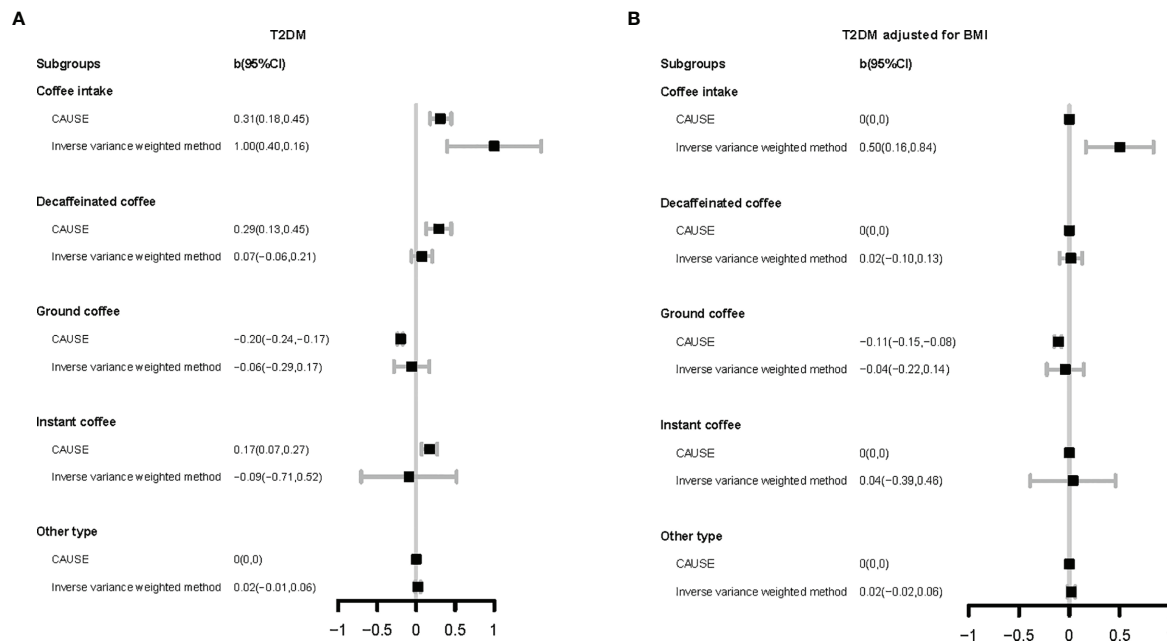 A
T2DM
Subgroups b(95%CI)
Coffee intake
CAUSE 0.31(0.18,0.45)
Inverse variance weighted method 1.00(0.40,0.16)
Decaffeinated coffee
CAUSE 0.29(0.13,0.45)
Inverse variance weighted method 0.07(−0.06,0.21)
Ground coffee
CAUSE −0.20(−0.24,−0.17)
Inverse variance weighted method −0.06(−0.29,0.17)
Instant coffee
CAUSE 0.17(0.07,0.27)
Inverse variance weighted method −0.09(−0.71,0.52)
Other type
CAUSE 0(0,0)
Inverse variance weighted method 0.02(−0.01,0.06)
−1 −0.5 0 0.5 1
B
T2DM adjusted for BMI
Subgroups b(95%CI)
Coffee intake
CAUSE 0(0,0)
Inverse variance weighted method 0.50(0.16,0.84)
Decaffeinated coffee
CAUSE 0(0,0)
Inverse variance weighted method 0.02(−0.10,0.13)
Ground coffee
CAUSE −0.11(−0.15,−0.08)
Inverse variance weighted method −0.04(−0.22,0.14)
Instant coffee
CAUSE 0(0,0)
Inverse variance weighted method 0.04(−0.39,0.46)
Other type
CAUSE 0(0,0)
Inverse variance weighted method 0.02(−0.02,0.06)
−1 −0.5 0 0.5